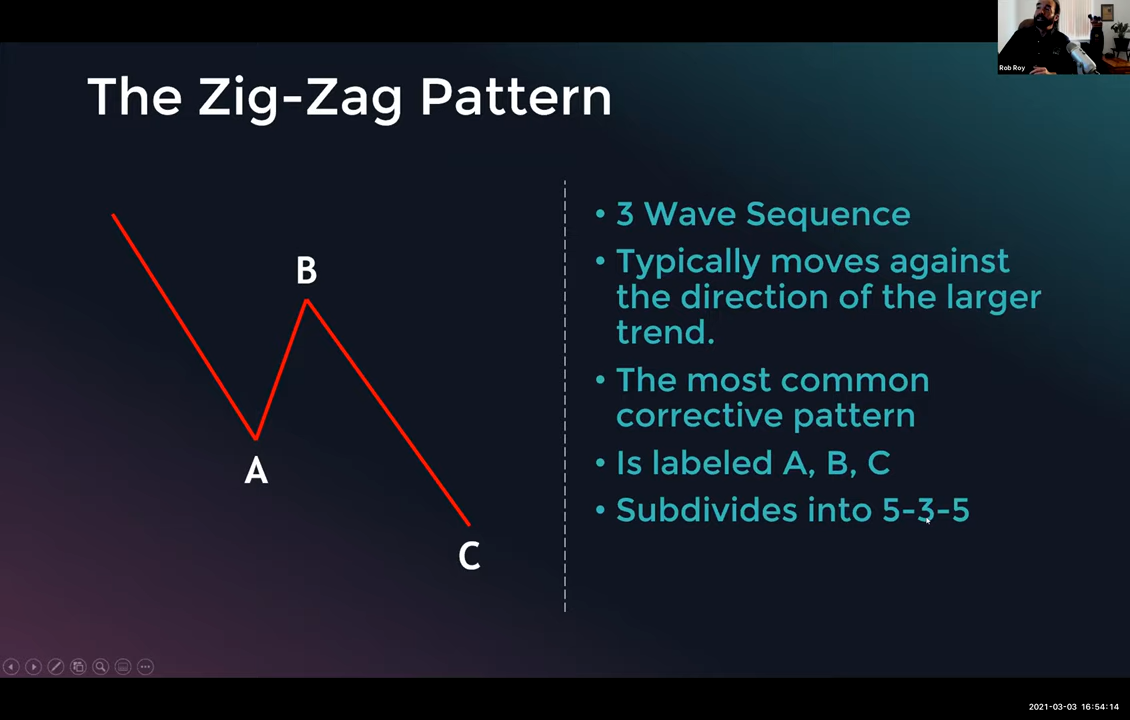 Rob Roy
The Zig-Zag Pattern
B
A
C
• 3 Wave Sequence
• Typically moves against
the direction of the larger
trend.
• The most common
corrective pattern
• Is labeled A, B, C
• Subdivides into 5-3-5
2021-03-03 16:54:14